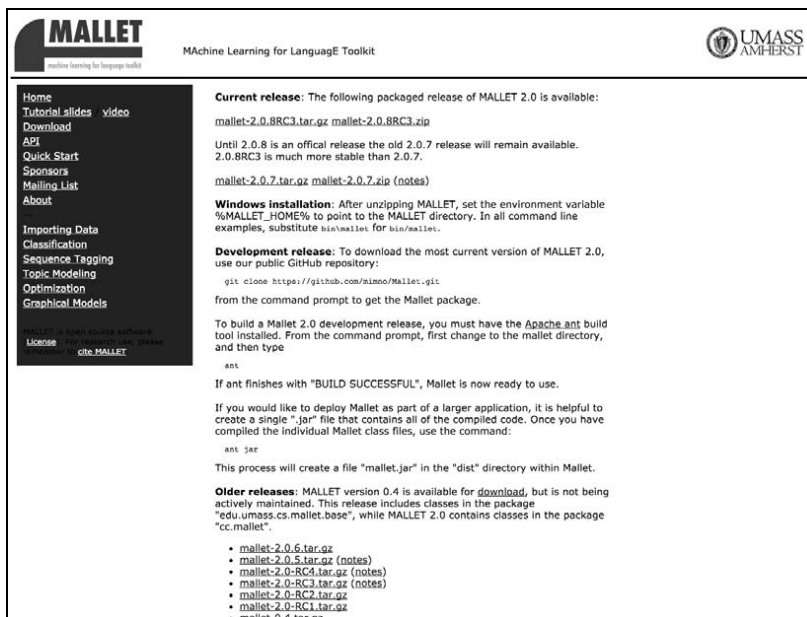 MALLET
machine learning for language toolkit
MAchine Learning for LanguagE Toolkit
UMASS
AMHERST
Home
Tutorial slides video
Download
API
Quick Start
Sponsors
Mailing List
About
Importing Data
Classification
Sequence Tagging
Topic Modeling
Optimization
Graphical Models
MALLET is open source software
(License). For research use, please
remember to cite MALLET.
Current release: The following packaged release of MALLET 2.0 is available:
mallet-2.0.8RC3.tar.gz mallet-2.0.8RC3.zip
Until 2.0.8 is an offical release the old 2.0.7 release will remain available.
2.0.8RC3 is much more stable than 2.0.7.
mallet-2.0.7.tar.gz mallet-2.0.7.zip (notes)
Windows installation: After unzipping MALLET, set the environment variable
%MALLET_HOME% to point to the MALLET directory. In all command line
examples, substitute bin\mallet for bin/mallet.
Development release: To download the most current version of MALLET 2.0,
use our public GitHub repository:
git clone https://github.com/mimno/Mallet.git
from the command prompt to get the Mallet package.
To build a Mallet 2.0 development release, you must have the Apache ant build
tool installed. From the command prompt, first change to the mallet directory,
and then type
ant
If ant finishes with "BUILD SUCCESSFUL", Mallet is now ready to use.
If you would like to deploy Mallet as part of a larger application, it is helpful to
create a single ".jar" file that contains all of the compiled code. Once you have
compiled the individual Mallet class files, use the command:
ant jar
This process will create a file "mallet.jar" in the "dist" directory within Mallet.
Older releases: MALLET version 0.4 is available for download, but is not being
actively maintained. This release includes classes in the package
"edu.umass.cs.mallet.base", while MALLET 2.0 contains classes in the package
"cc.mallet".
• mallet-2.0.6.tar.gz
• mallet-2.0.5.tar.gz (notes)
• mallet-2.0-RC4.tar.gz (notes)
• mallet-2.0-RC3.tar.gz (notes)
• mallet-2.0-RC2.tar.gz
• mallet-2.0-RC1.tar.gz
• mallet-0.4.tar.gz